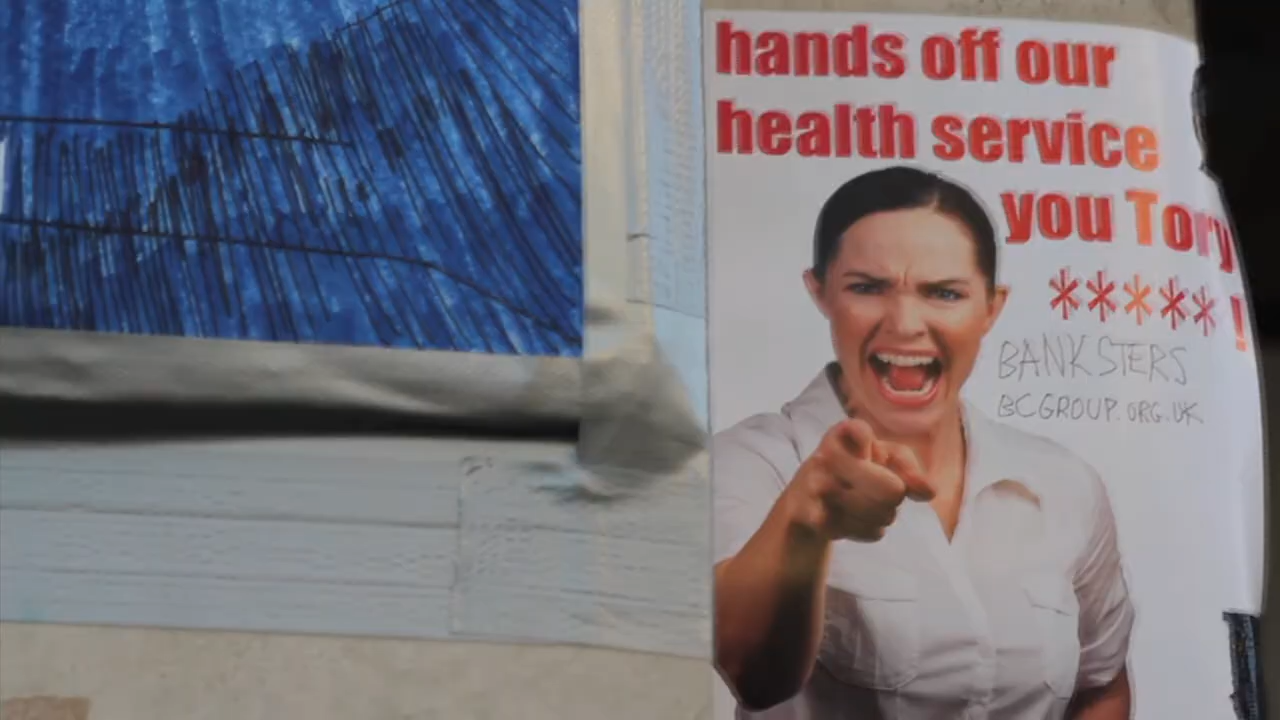 hands off our
health service
you Tory
*****!
BANKSTERS
BCGROUP.ORG.UK